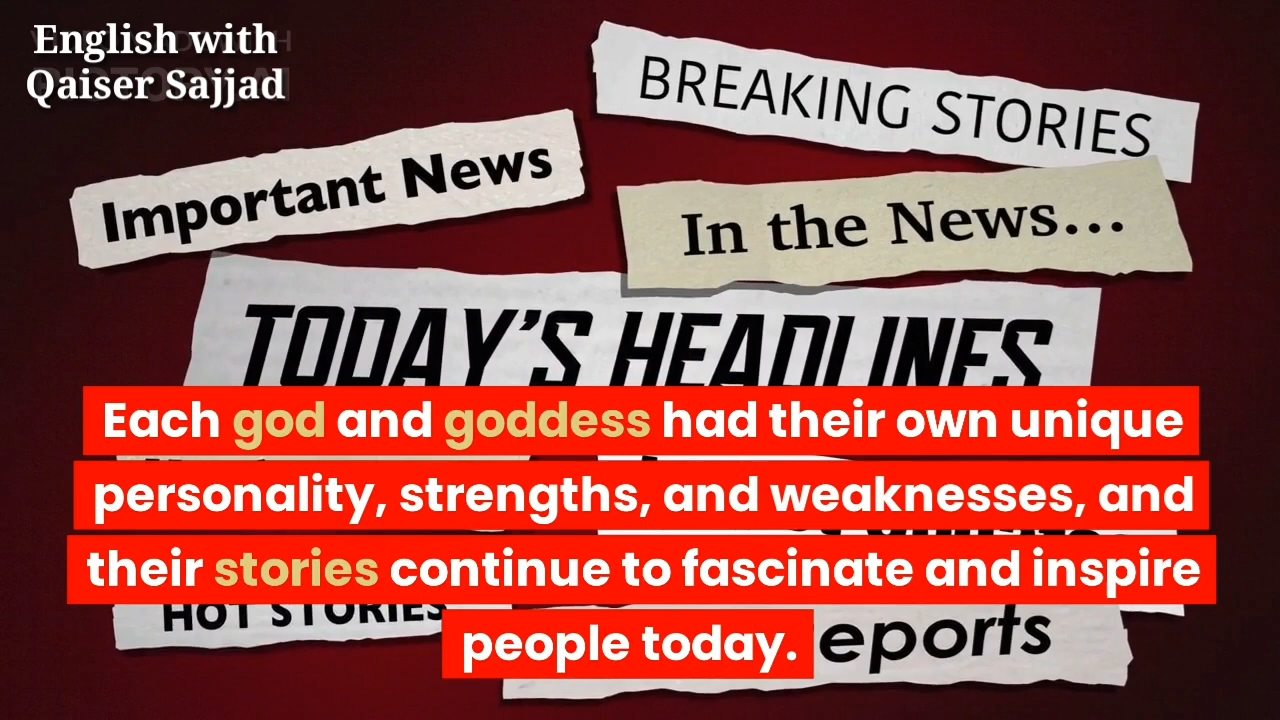 English with
Qaiser Sajjad
BREAKING STORIES
Important News
In the News...
TODAY'S HEADLINES
Each god and goddess had their own unique
personality, strengths, and weaknesses, and
their stories continue to fascinate and inspire
people today.
HOT STORIES